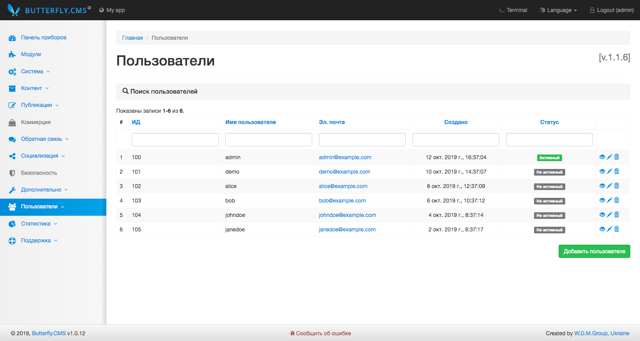 BUTTERFLY.CMS My app Terminal Language Logout (admin)
Панель приборов
Модули
Система
Контент
Публикации
Коммерция
Обратная связь
Социализация
Безопасность
Дополнительно
Пользователи
Статистика
Поддержка
Главная / Пользователи
Пользователи [v.1.1.6]
Поиск пользователей
Показаны записи 1-6 из 6.
# ИД Имя пользователя Эл. почта Создано Статус
1 100 admin admin@example.com 12 окт. 2019 г., 16:37:04 Активный
2 101 demo demo@example.com 10 окт. 2019 г., 14:37:07 Не активный
3 102 alice alice@example.com 8 окт. 2019 г., 12:37:09 Не активный
4 103 bob bob@example.com 6 окт. 2019 г., 10:37:12 Не активный
5 104 johndoe johndoe@example.com 4 окт. 2019 г., 8:37:14 Не активный
6 105 janedoe janedoe@example.com 2 окт. 2019 г., 6:37:17 Не активный
Добавить пользователя
© 2019, Butterfly.CMS v1.0.12 Сообщить об ошибке Created by W.D.M.Group, Ukraine